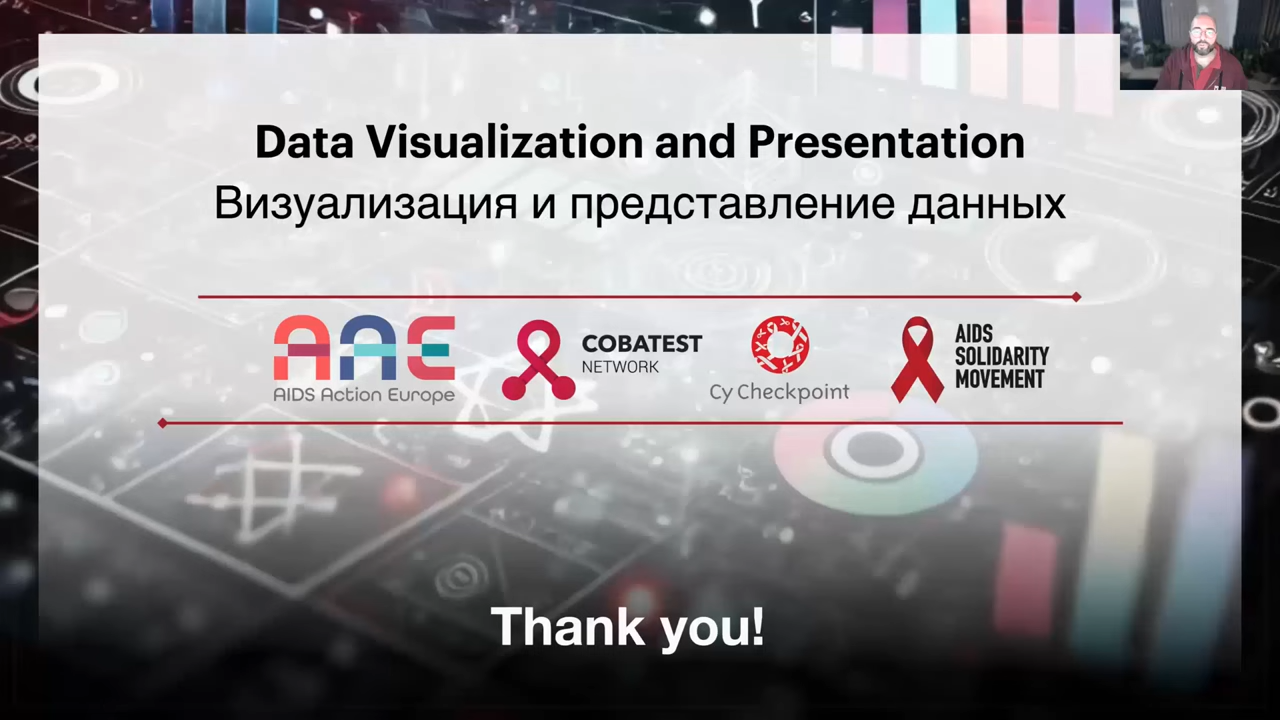 Data Visualization and Presentation
Визуализация и представление данных
AAE
AIDS Action Europe
COBATEST
NETWORK
Cy Checkpoint
AIDS
SOLIDARITY
MOVEMENT
Thank you!